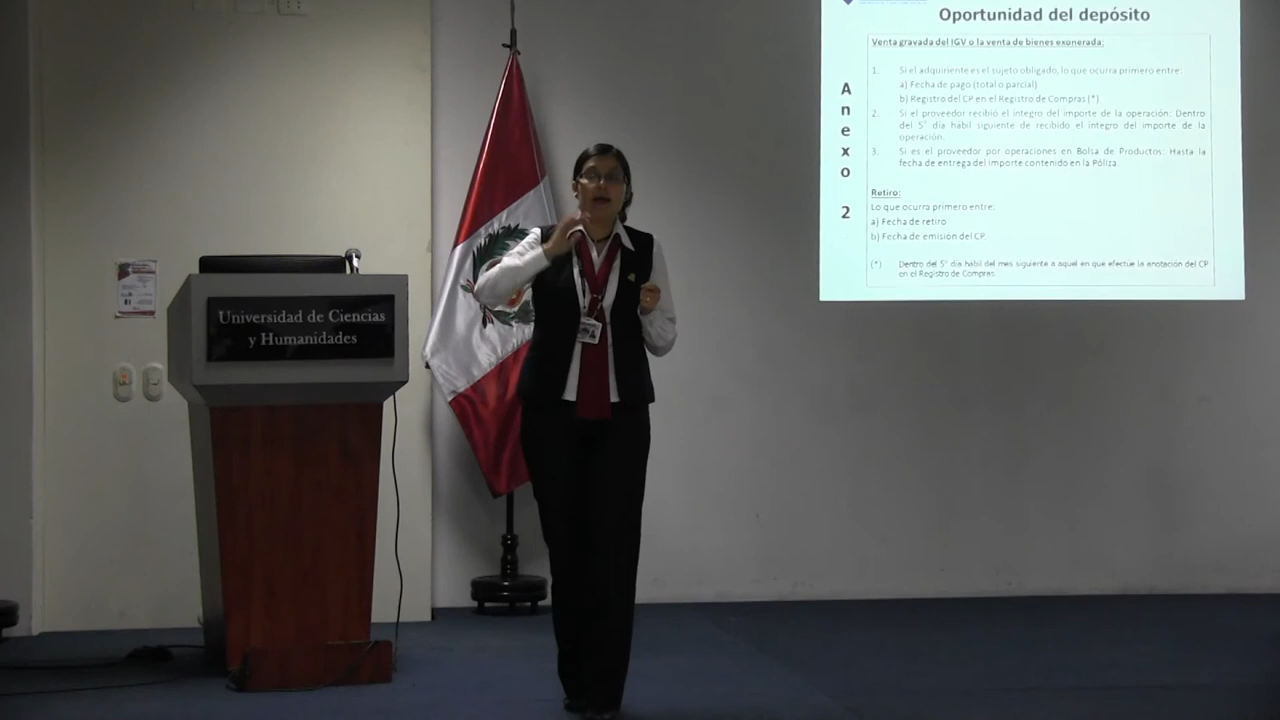 Universidad de Ciencias
y Humanidades
Oportunidad del depósito
Anexo 2
Venta gravada del IGV o la venta de bienes exonerada:
1. Si el adquiriente es el sujeto obligado, lo que ocurra primero entre:
a) Fecha de pago (total o parcial)
b) Registro del CP en el Registro de Compras (*)
2. Si el proveedor recibió el íntegro del importe de la operación: Dentro
del 5° día hábil siguiente de recibido el íntegro del importe de la
operación.
3. Si es el proveedor por operaciones en Bolsa de Productos: Hasta la
fecha de entrega del importe contenido en la Póliza.
Retiro:
Lo que ocurra primero entre:
a) Fecha de retiro
b) Fecha de emisión del CP.
(*) Dentro del 5° día hábil del mes siguiente a aquel en que efectúe la anotación del CP
en el Registro de Compras.